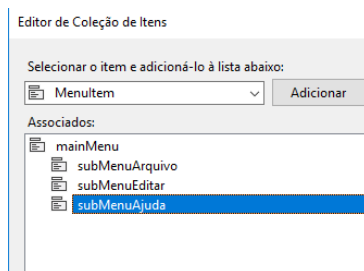 Editor de Coleção de Itens
Selecionar o item e adicioná-lo à lista abaixo:
MenuItem
Adicionar
Associados:
mainMenu
subMenuArquivo
subMenuEditar
subMenuAjuda